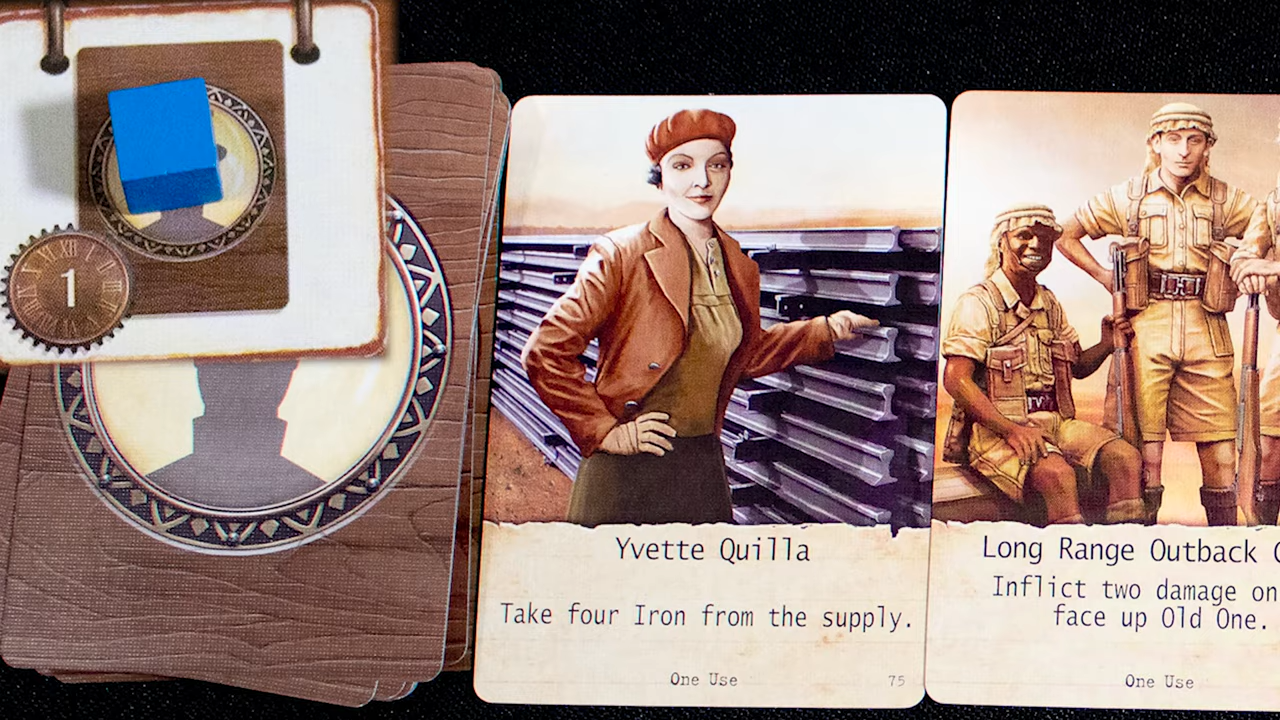 1
Yvette Quilla
Take four Iron from the supply.
One Use
75
Long Range Outback
Inflict two damage on
face up Old One.
One Use